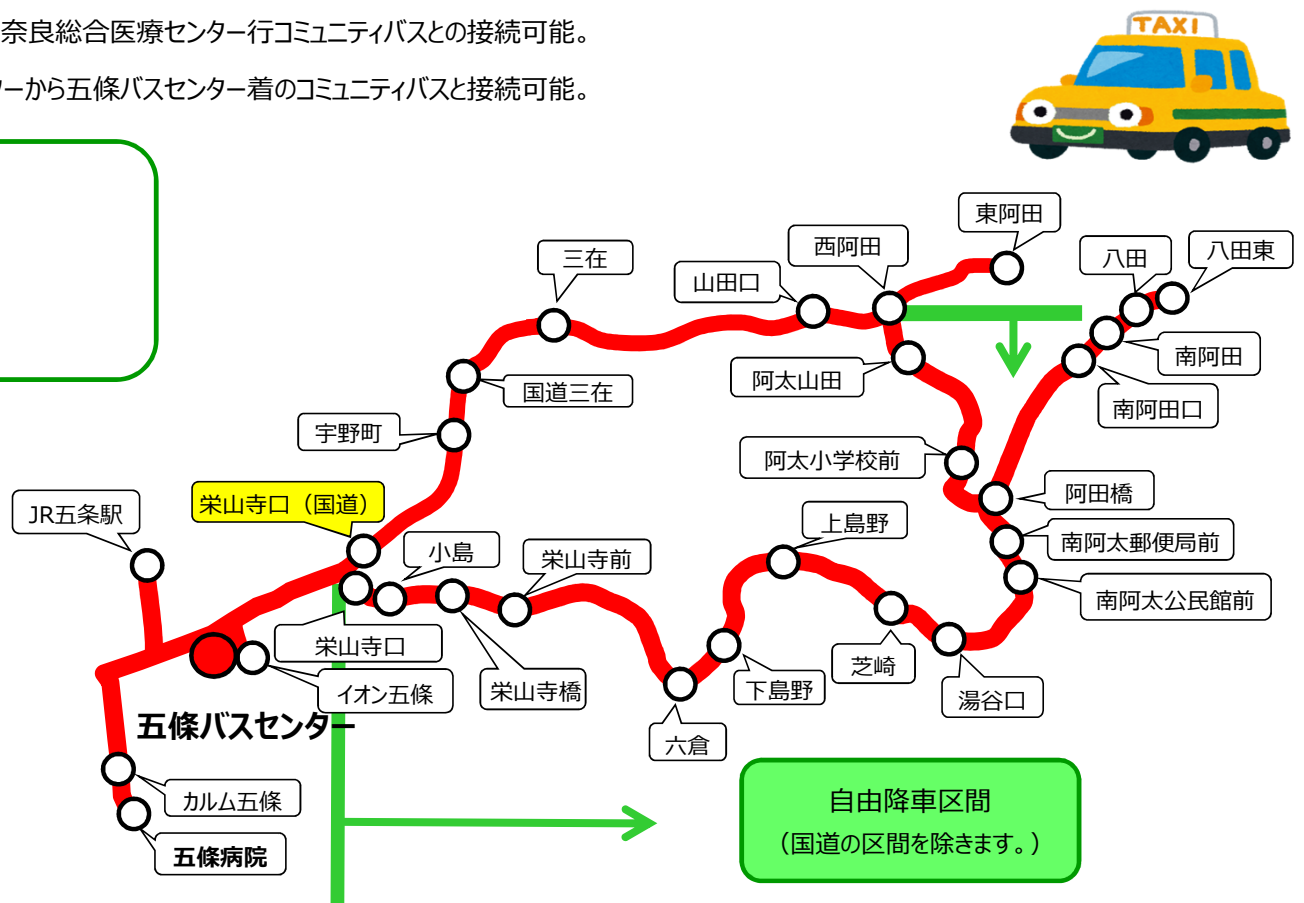 奈良総合医療センター行コミュニティバスとの接続可能。
ーから五條バスセンター着のコミュニティバスと接続可能。
TAXI
東阿田
西阿田
八田
八田東
三在
山田口
南阿田
阿太山田
国道三在
南阿田口
宇野町
阿太小学校前
阿田橋
栄山寺口（国道）
JR五条駅
上島野
南阿太郵便局前
小島
栄山寺前
南阿太公民館前
栄山寺口
芝崎
イオン五條
栄山寺橋
下島野
湯谷口
五條バスセンター
六倉
カルム五條
自由降車区間
（国道の区間を除きます。）
五條病院